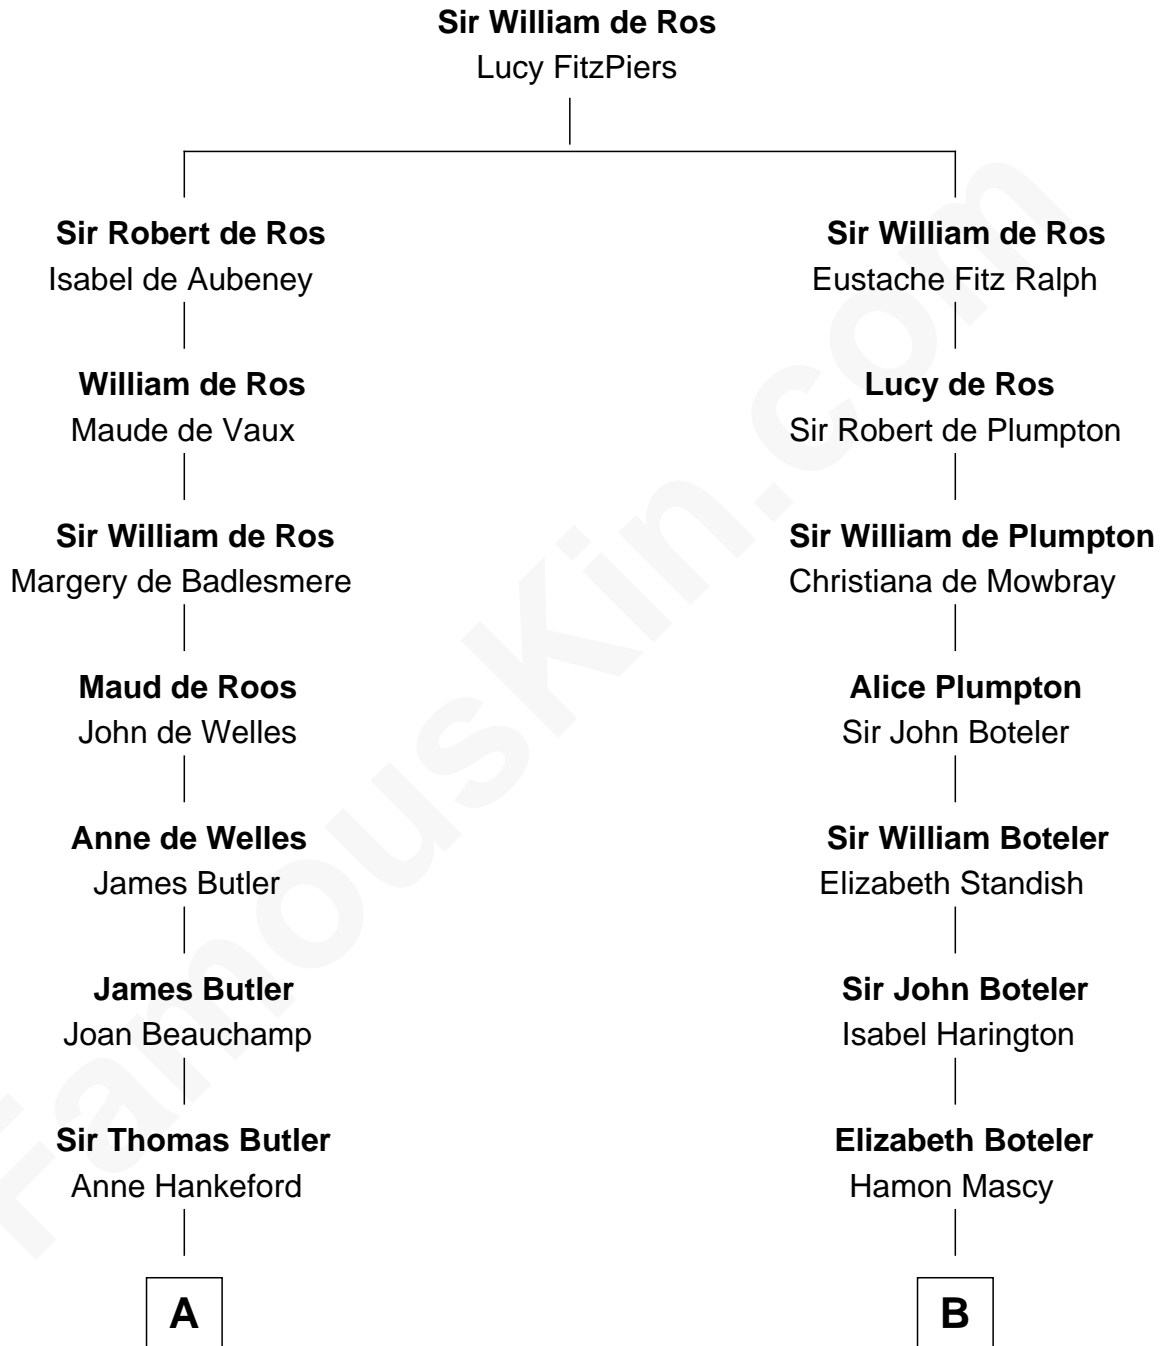 Sir William de Ros
Lucy FitzPiers
Sir Robert de Ros
Isabel de Aubeney
Sir William de Ros
Eustache Fitz Ralph
William de Ros
Maude de Vaux
Lucy de Ros
Sir Robert de Plumpton
Sir William de Ros
Margery de Badlesmere
Sir William de Plumpton
Christiana de Mowbray
Maud de Roos
John de Welles
Alice Plumpton
Sir John Boteler
Anne de Welles
James Butler
Sir William Boteler
Elizabeth Standish
James Butler
Joan Beauchamp
Sir John Boteler
Isabel Harington
Sir Thomas Butler
Anne Hankeford
Elizabeth Boteler
Hamon Mascy
A
B
FamousKin.com